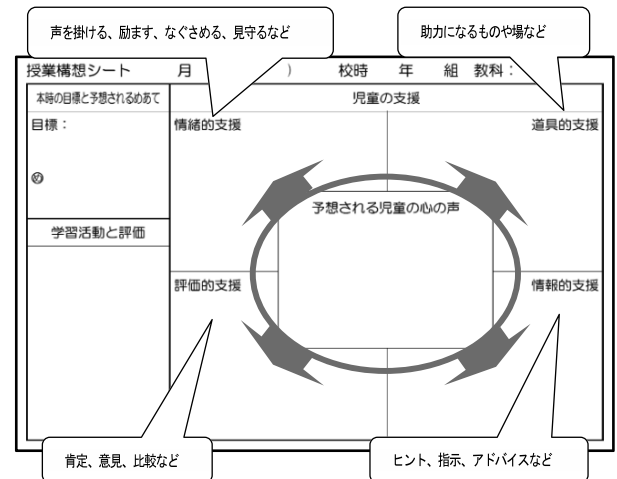 声を掛ける、励ます、なぐさめる、見守るなど
助力になるものや場など
授業構想シート 月 ） 校時 年 組 教科：
本時の目標と予想されるめあて
児童の支援
目標：
情緒的支援
道具的支援
㋱
予想される児童の心の声
学習活動と評価
評価的支援
情報的支援
肯定、意見、比較など
ヒント、指示、アドバイスなど